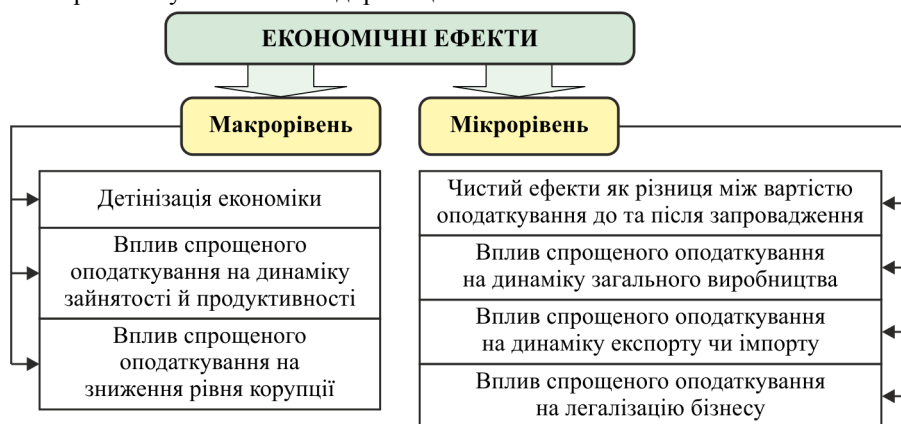 ЕКОНОМІЧНІ ЕФЕКТИ
Макрорівень
Детінізація економіки
Вплив спрощеного
оподаткування на динаміку
зайнятості й продуктивності
Вплив спрощеного
оподаткування на
зниження рівня корупції
Мікрорівень
Чистий ефекти як різниця між вартістю
оподаткування до та після запровадження
Вплив спрощеного оподаткування
на динаміку загального виробництва
Вплив спрощеного оподаткування
на динаміку експорту чи імпорту
Вплив спрощеного оподаткування
на легалізацію бізнесу